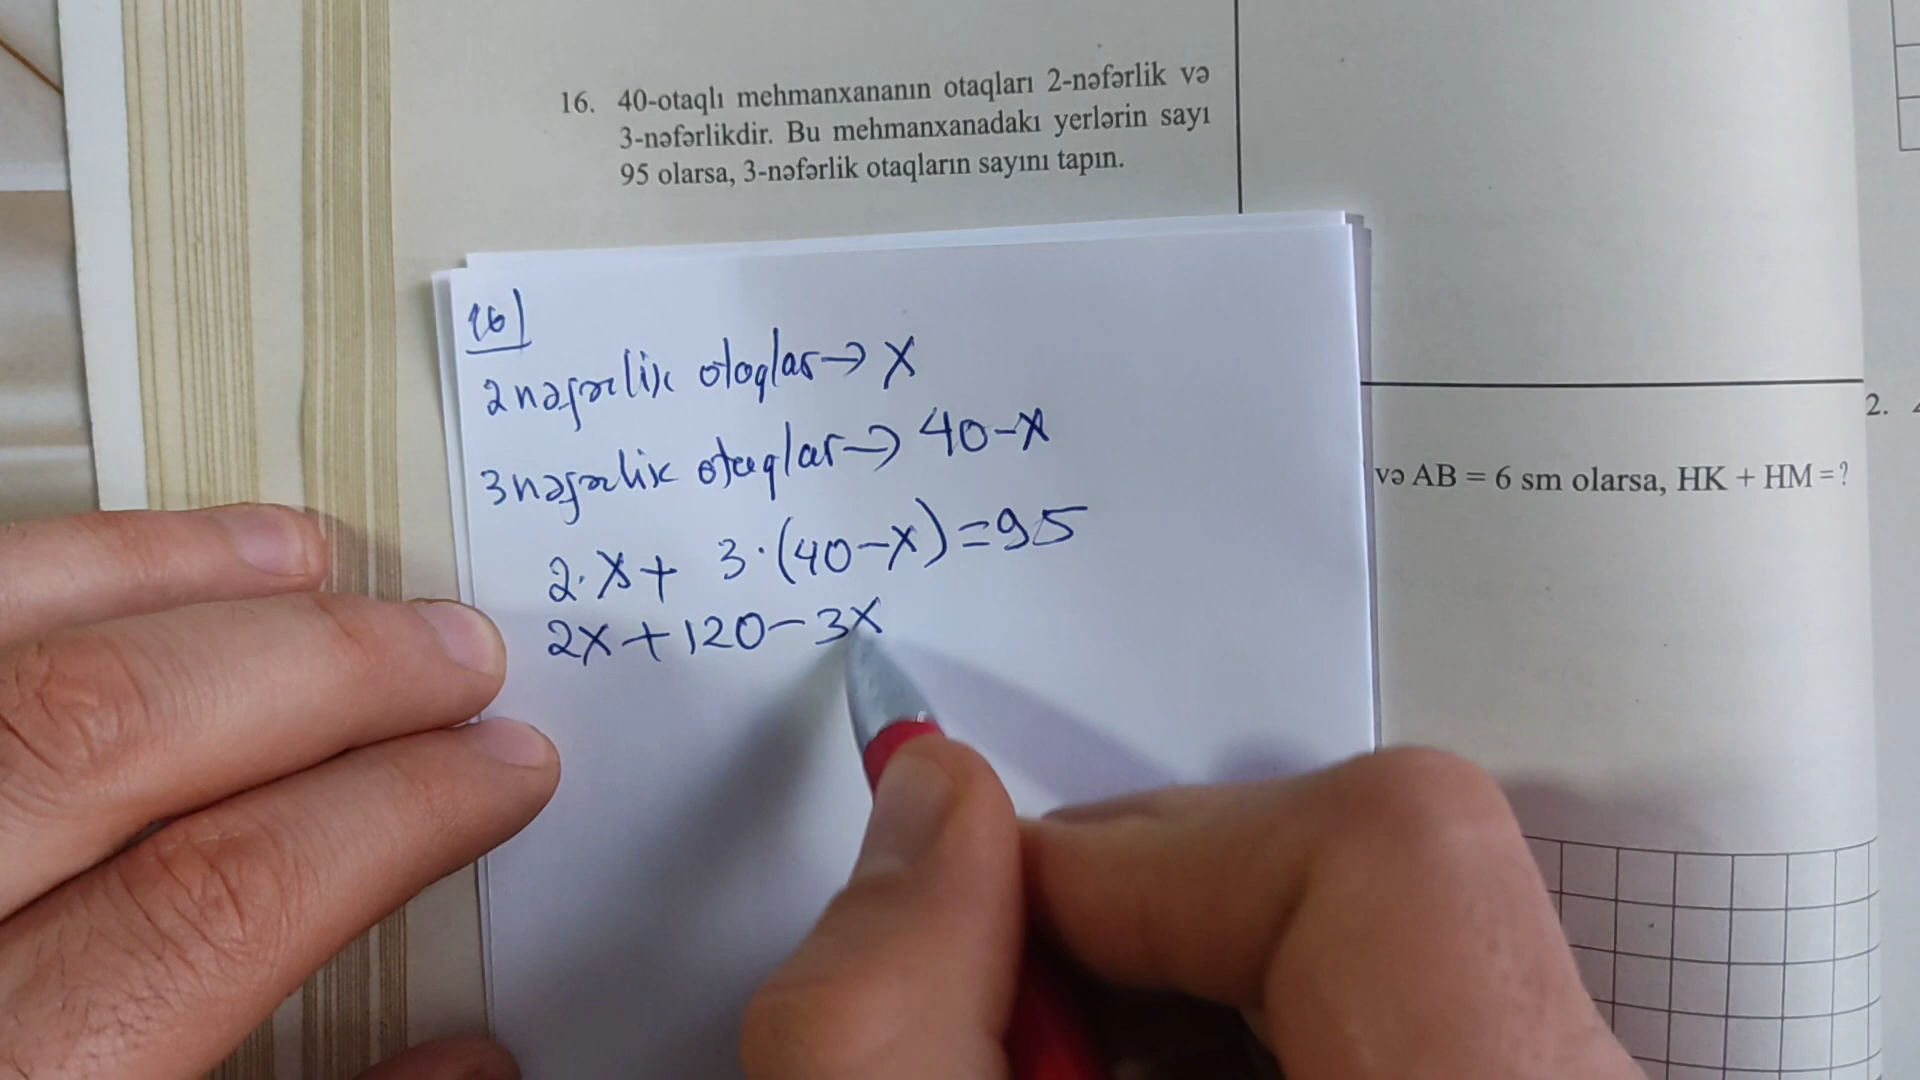 16. 40-otaqlı mehmanxananın otaqları 2-nəfərlik və
3-nəfərlikdir. Bu mehmanxanadakı yerlərin sayı
95 olarsa, 3-nəfərlik otaqların sayını tapın.
16)
2 nəfərlik otaqlar→ x
3 nəfərlik otaqlar→ 40-x
2·x+ 3·(40-x)=95
2x+120-3x
2.
və AB = 6 sm olarsa, HK + HM = ?